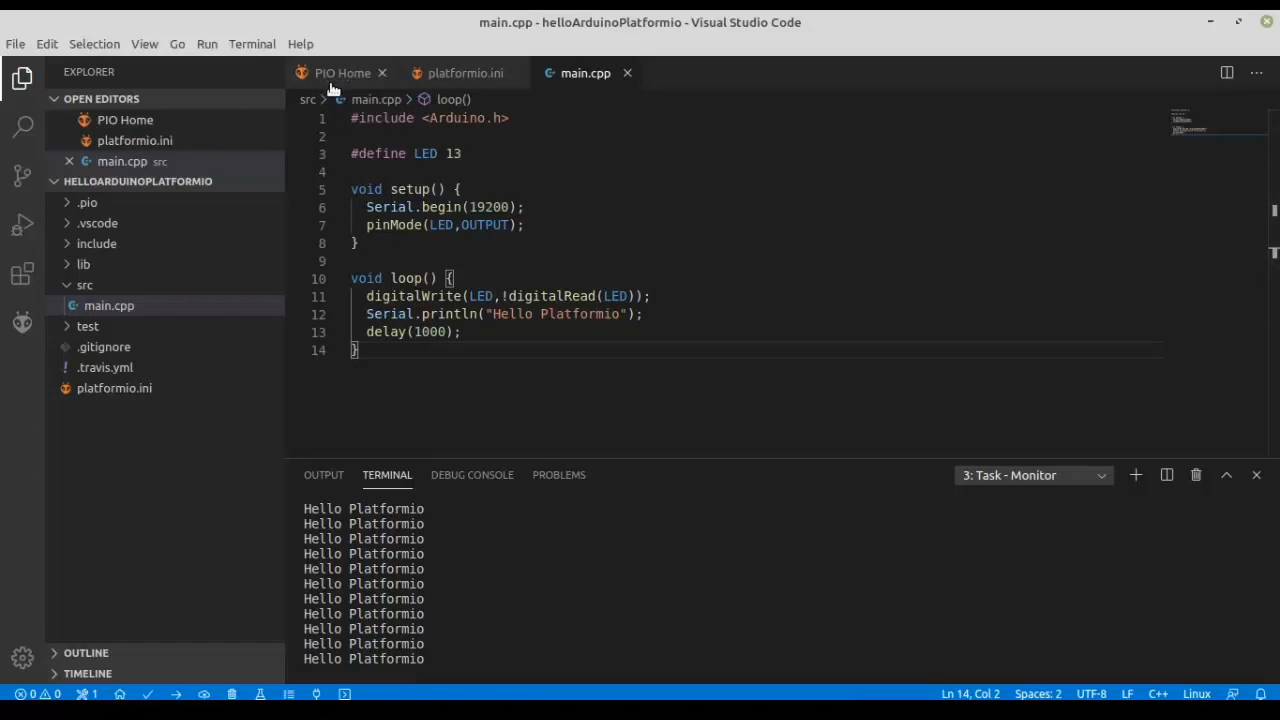 main.cpp - helloArduinoPlatformio - Visual Studio Code
File Edit Selection View Go Run Terminal Help
EXPLORER
OPEN EDITORS
PIO Home
platformio.ini
main.cpp src
HELLOARDUINOPLATFORMIO
.pio
.vscode
include
lib
src
main.cpp
test
.gitignore
.travis.yml
platformio.ini
OUTLINE
TIMELINE
PIO Home platformio.ini main.cpp
src main.cpp loop()
1 #include <Arduino.h>
2
3 #define LED 13
4
5 void setup() {
6 Serial.begin(19200);
7 pinMode(LED,OUTPUT);
8 }
9
10 void loop() {
11 digitalWrite(LED,!digitalRead(LED));
12 Serial.println("Hello Platformio");
13 delay(1000);
14 }
OUTPUT TERMINAL DEBUG CONSOLE PROBLEMS 3: Task - Monitor
Hello Platformio
Hello Platformio
Hello Platformio
Hello Platformio
Hello Platformio
Hello Platformio
Hello Platformio
Hello Platformio
Hello Platformio
Hello Platformio
Hello Platformio
0 0 1 Ln 14, Col 2 Spaces: 2 UTF-8 LF C++ Linux